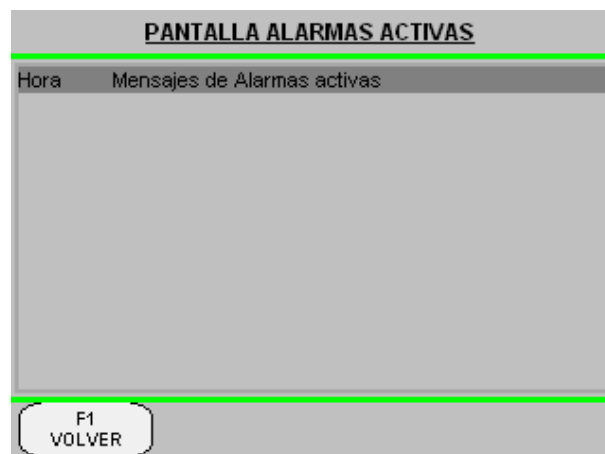 PANTALLA ALARMAS ACTIVAS
Hora Mensajes de Alarmas activas
F1
VOLVER